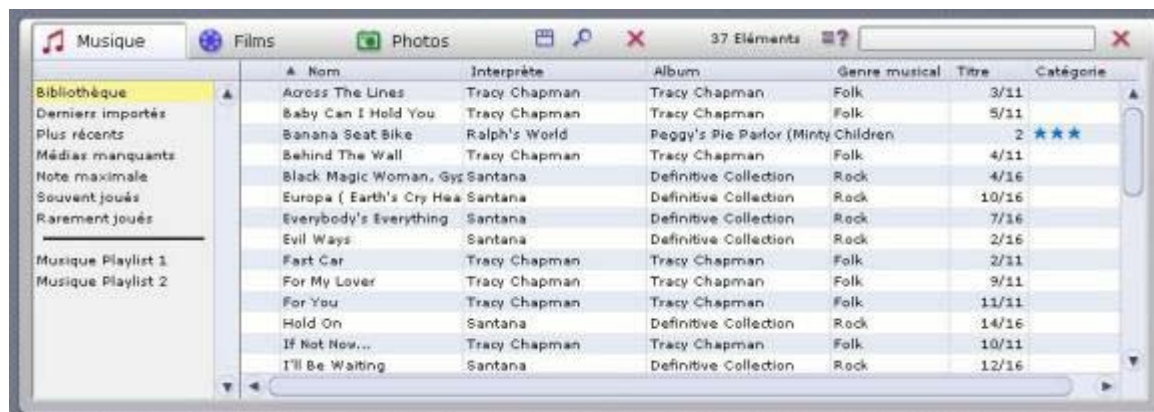 Musique Films Photos 37 Eléments ?
Nom Interprète Album Genre musical Titre Catégorie
Bibliothèque
Derniers importés
Plus récents
Médias manquants
Note maximale
Souvent joués
Rarement joués
Musique Playlist 1
Musique Playlist 2
Across The Lines Tracy Chapman Tracy Chapman Folk 3/11
Baby Can I Hold You Tracy Chapman Tracy Chapman Folk 5/11
Banana Seat Bike Ralph's World Peggy's Pie Parlor (Minty Children 2 ★★★
Behind The Wall Tracy Chapman Tracy Chapman Folk 4/11
Black Magic Woman, Gyp Santana Definitive Collection Rock 4/16
Europa ( Earth's Cry Hea Santana Definitive Collection Rock 10/16
Everybody's Everything Santana Definitive Collection Rock 7/16
Evil Ways Santana Definitive Collection Rock 2/16
Fast Car Tracy Chapman Tracy Chapman Folk 2/11
For My Lover Tracy Chapman Tracy Chapman Folk 9/11
For You Tracy Chapman Tracy Chapman Folk 11/11
Hold On Santana Definitive Collection Rock 14/16
If Not Now... Tracy Chapman Tracy Chapman Folk 10/11
I'll Be Waiting Santana Definitive Collection Rock 12/16